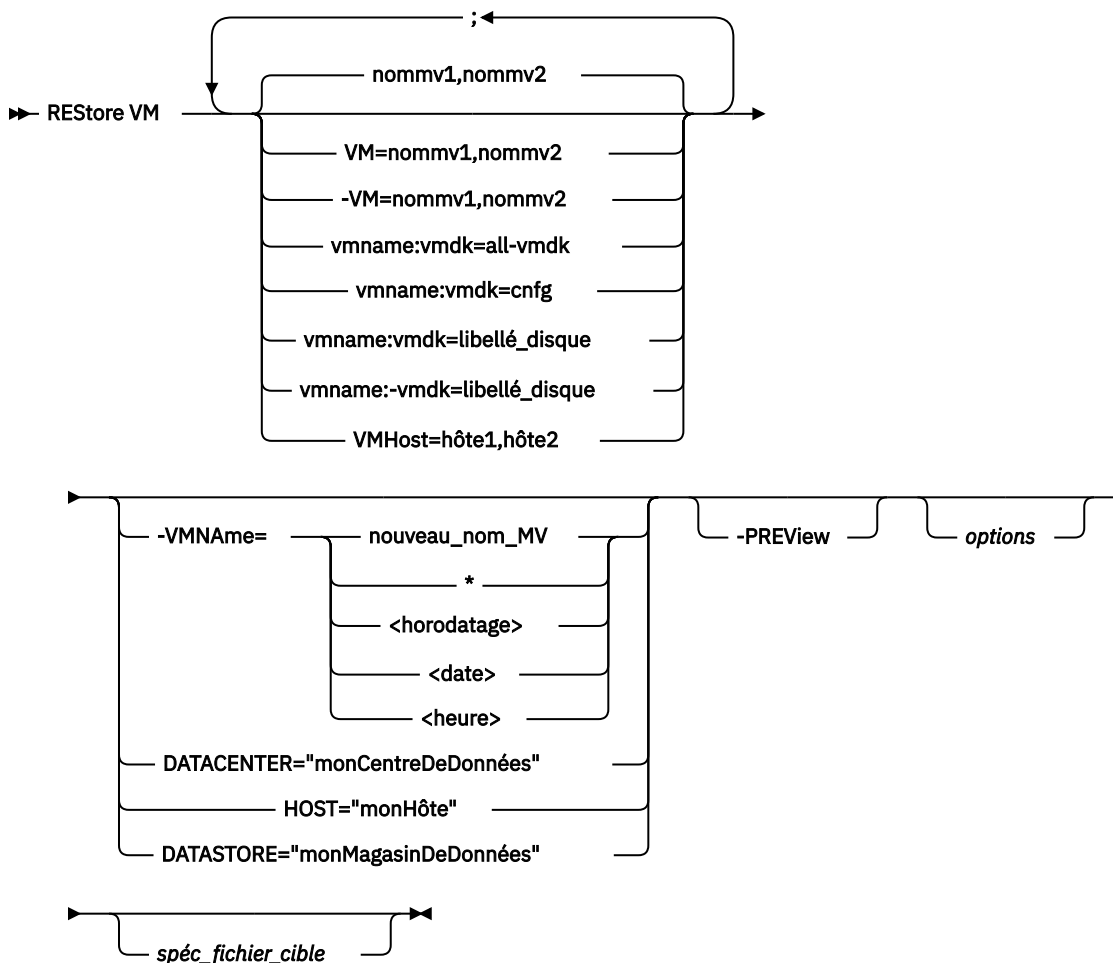 ;
nommv1,nommv2
REStore VM
VM=nommv1,nommv2
-VM=nommv1,nommv2
vmname:vmdk=all-vmdk
vmname:vmdk=cnfg
vmname:vmdk=libellé_disque
vmname:-vmdk=libellé_disque
VMHost=hôte1,hôte2
-VMNAme= nouveau_nom_MV -PREView options
*
<horodatage>
<date>
<heure>
DATACENTER="monCentreDeDonnées"
HOST="monHôte"
DATASTORE="monMagasinDeDonnées"
spéc_fichier_cible